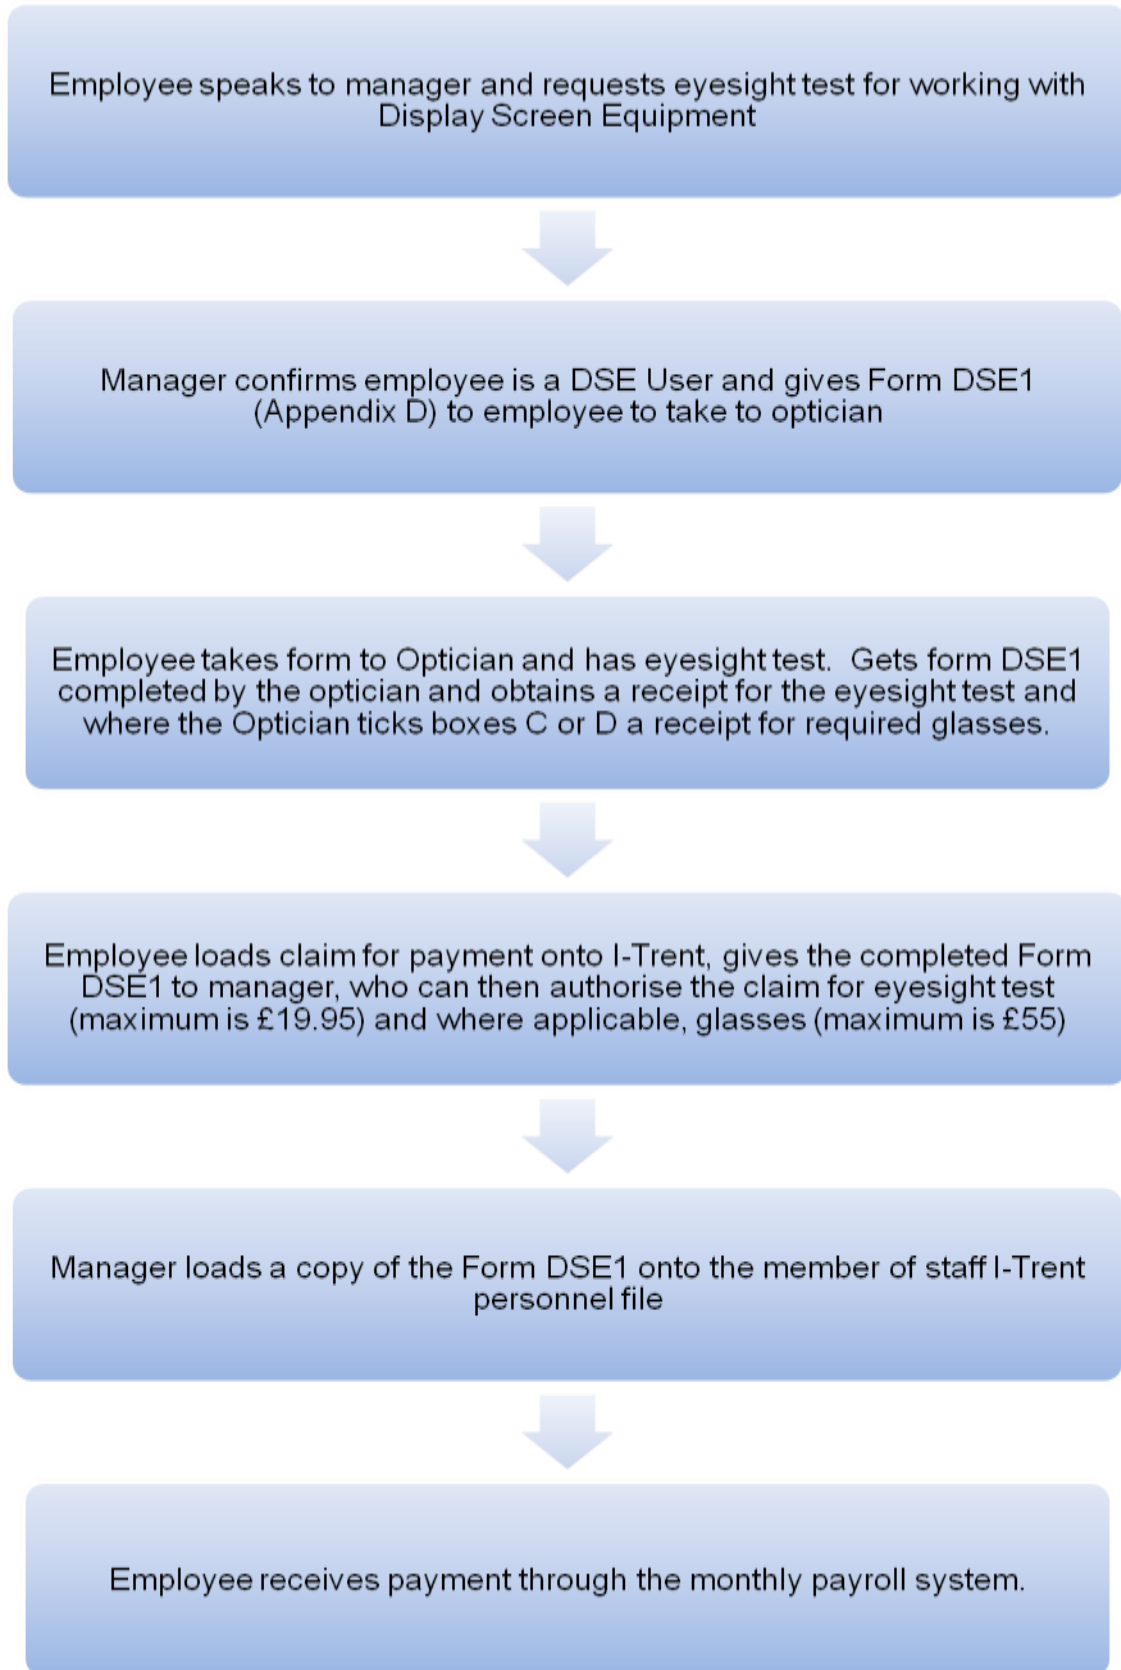 Employee speaks to manager and requests eyesight test for working with
Display Screen Equipment
Manager confirms employee is a DSE User and gives Form DSE1
(Appendix D) to employee to take to optician
Employee takes form to Optician and has eyesight test.  Gets form DSE1
completed by the optician and obtains a receipt for the eyesight test and
where the Optician ticks boxes C or D a receipt for required glasses.
Employee loads claim for payment onto I-Trent, gives the completed Form
DSE1 to manager, who can then authorise the claim for eyesight test
(maximum is £19.95) and where applicable, glasses (maximum is £55)
Manager loads a copy of the Form DSE1 onto the member of staff I-Trent
personnel file
Employee receives payment through the monthly payroll system.